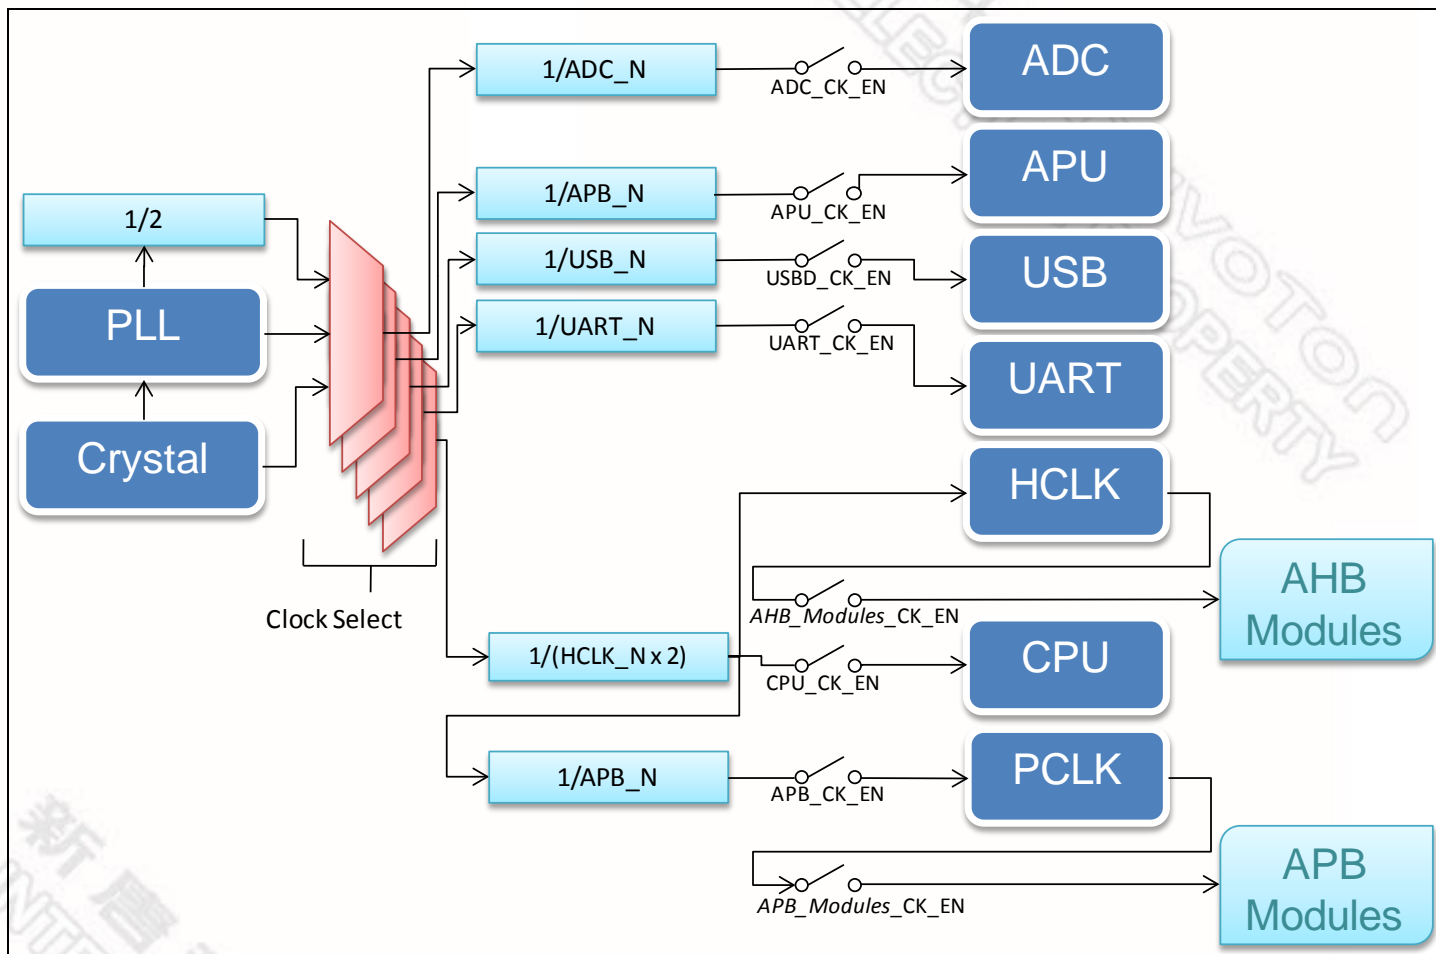 1/ADC_N
ADC_CK_EN
ADC
1/APB_N
APU_CK_EN
APU
1/2
1/USB_N
USBD_CK_EN
USB
PLL
1/UART_N
UART_CK_EN
UART
Crystal
HCLK
Clock Select
AHB_Modules_CK_EN
AHB
Modules
1/(HCLK_N x 2)
CPU_CK_EN
CPU
1/APB_N
APB_CK_EN
PCLK
APB_Modules_CK_EN
APB
Modules